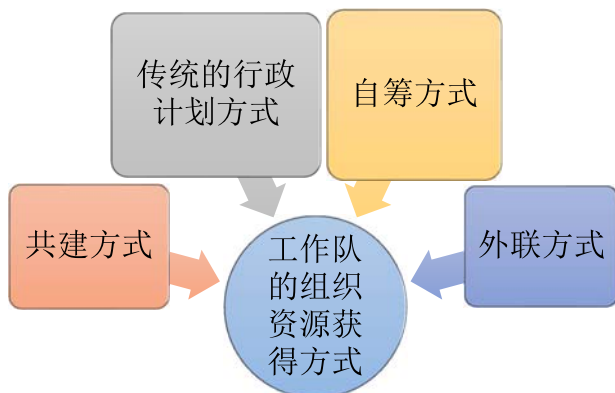 传统的行政
计划方式
自筹方式
共建方式
外联方式
工作队
的组织
资源获
得方式